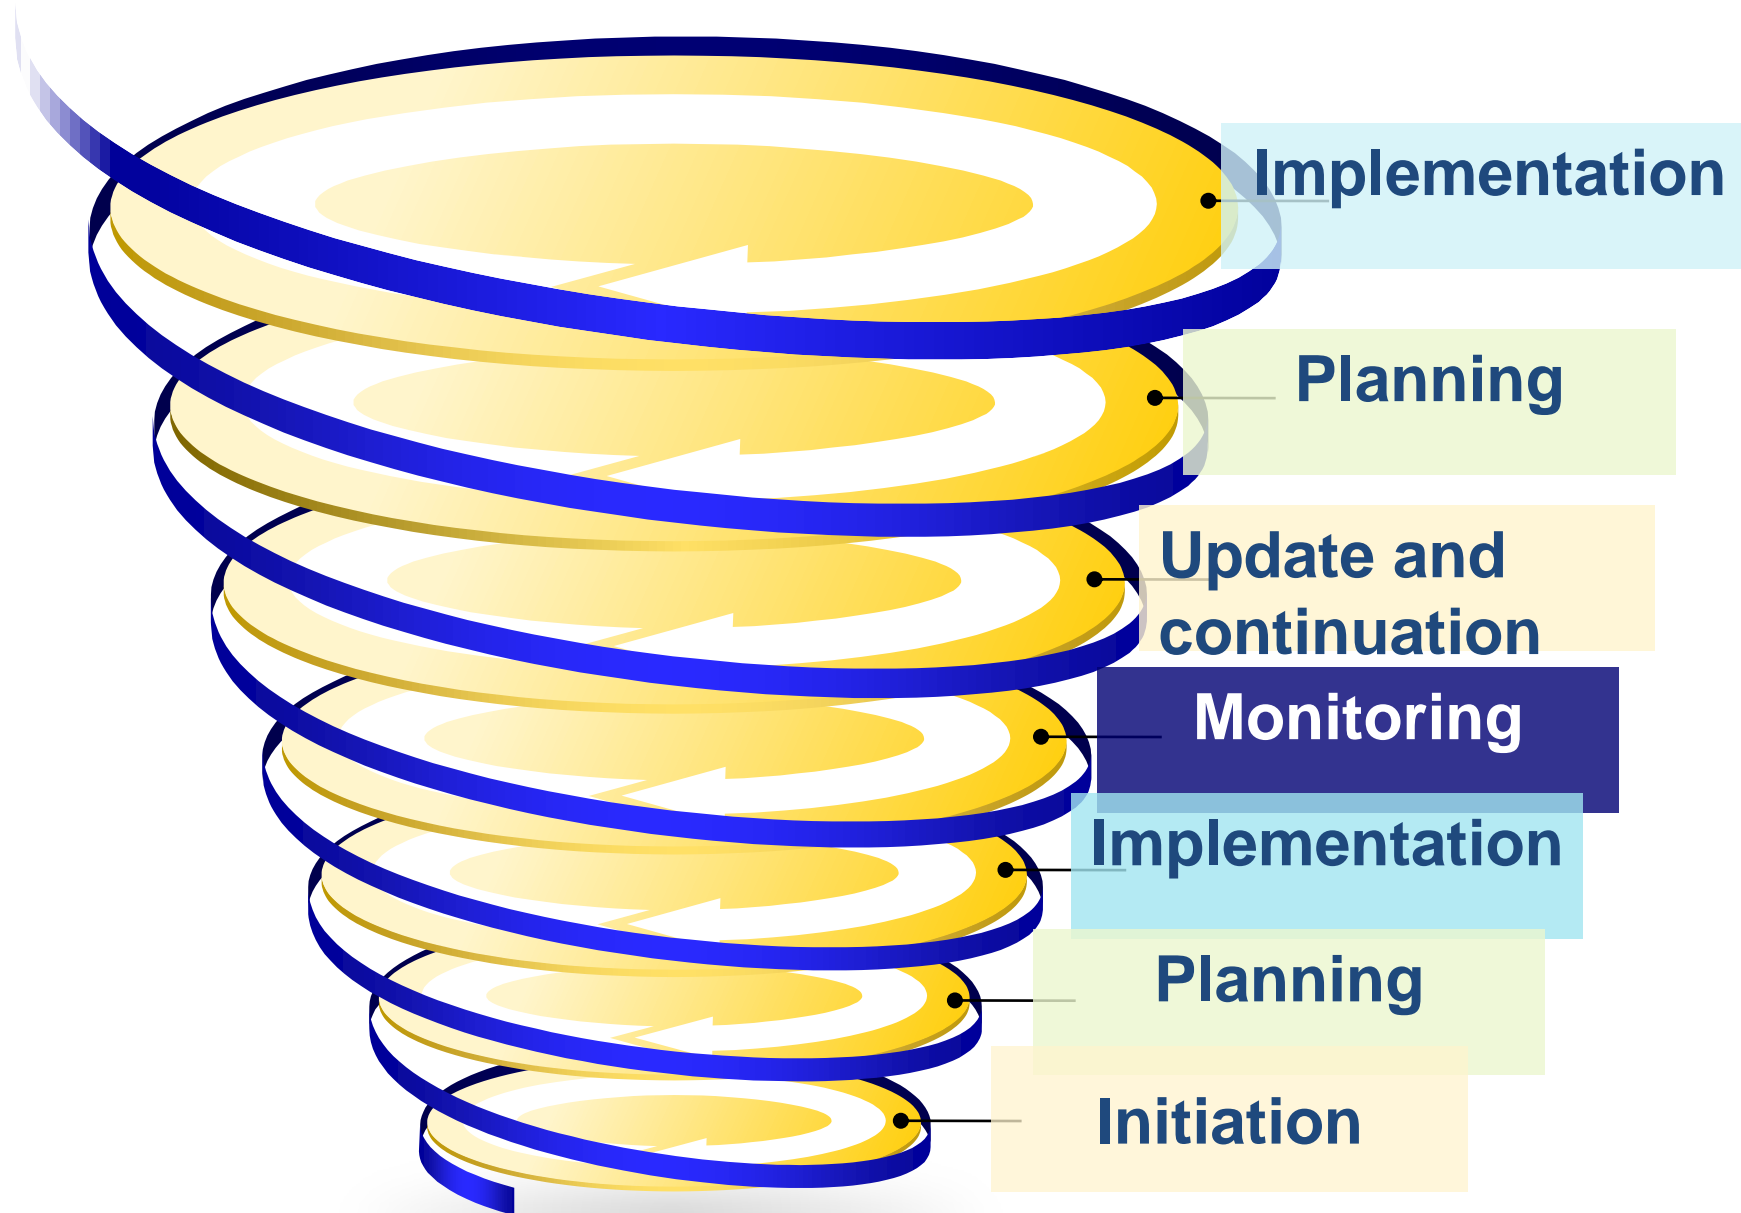 Implementation
Planning
Update and
continuation
Monitoring
Implementation
Planning
Initiation